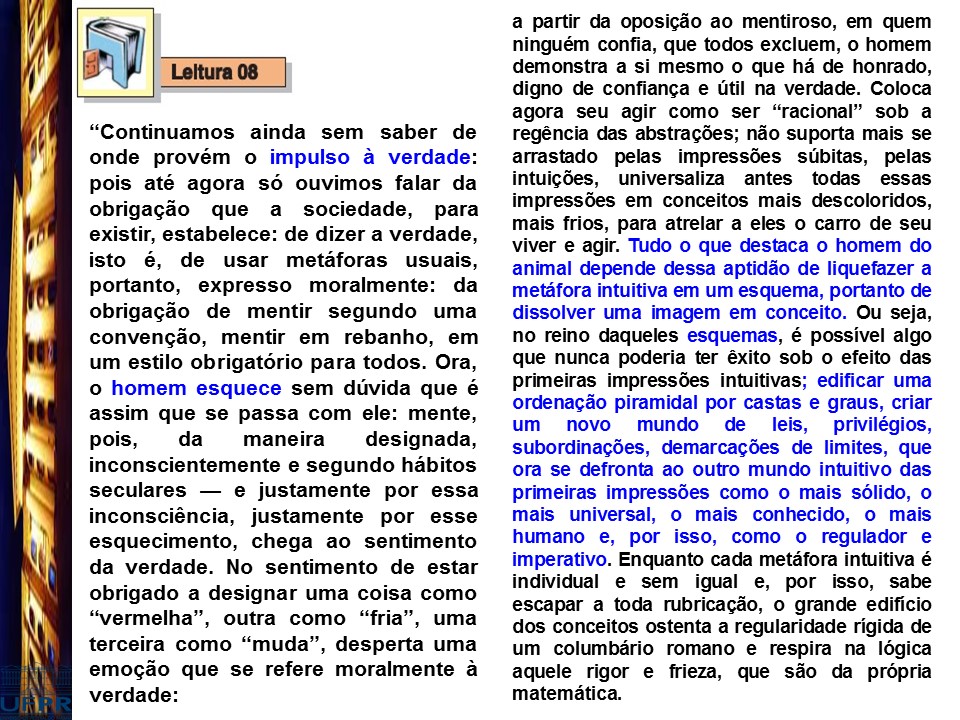 Leitura 08
“Continuamos ainda sem saber de
onde provém o impulso à verdade:
pois até agora só ouvimos falar da
obrigação que a sociedade, para
existir, estabelece: de dizer a verdade,
isto é, de usar metáforas usuais,
portanto, expresso moralmente: da
obrigação de mentir segundo uma
convenção, mentir em rebanho, em
um estilo obrigatório para todos. Ora,
o homem esquece sem dúvida que é
assim que se passa com ele: mente,
pois, da maneira designada,
inconscientemente e segundo hábitos
seculares — e justamente por essa
inconsciência, justamente por esse
esquecimento, chega ao sentimento
da verdade. No sentimento de estar
obrigado a designar uma coisa como
“vermelha”, outra como “fria”, uma
terceira como “muda”, desperta uma
emoção que se refere moralmente à
verdade:
a partir da oposição ao mentiroso, em quem
ninguém confia, que todos excluem, o homem
demonstra a si mesmo o que há de honrado,
digno de confiança e útil na verdade. Coloca
agora seu agir como ser “racional” sob a
regência das abstrações; não suporta mais se
arrastado pelas impressões súbitas, pelas
intuições, universaliza antes todas essas
impressões em conceitos mais descoloridos,
mais frios, para atrelar a eles o carro de seu
viver e agir. Tudo o que destaca o homem do
animal depende dessa aptidão de liquefazer a
metáfora intuitiva em um esquema, portanto de
dissolver uma imagem em conceito. Ou seja,
no reino daqueles esquemas, é possível algo
que nunca poderia ter êxito sob o efeito das
primeiras impressões intuitivas; edificar uma
ordenação piramidal por castas e graus, criar
um novo mundo de leis, privilégios,
subordinações, demarcações de limites, que
ora se defronta ao outro mundo intuitivo das
primeiras impressões como o mais sólido, o
mais universal, o mais conhecido, o mais
humano e, por isso, como o regulador e
imperativo. Enquanto cada metáfora intuitiva é
individual e sem igual e, por isso, sabe
escapar a toda rubricação, o grande edifício
dos conceitos ostenta a regularidade rígida de
um columbário romano e respira na lógica
aquele rigor e frieza, que são da própria
matemática.
UFPR